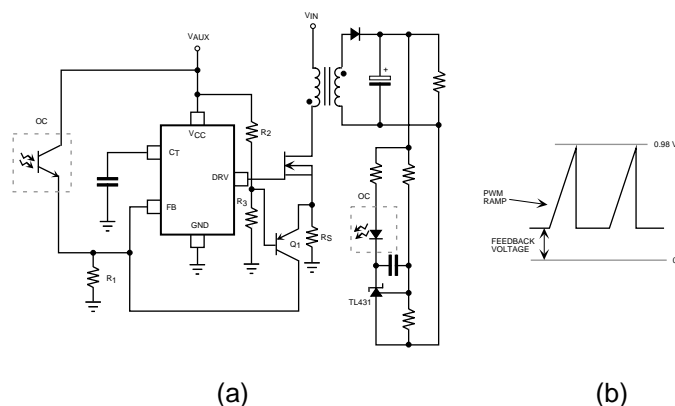 VIN
VAUX
OC
VCC
CT
R2
DRV
FB
R3
GND
Q1
RS
R1
OC
TL431
0.98 V
PWM
RAMP
FEEDBACK
VOLTAGE
0
(a)
(b)